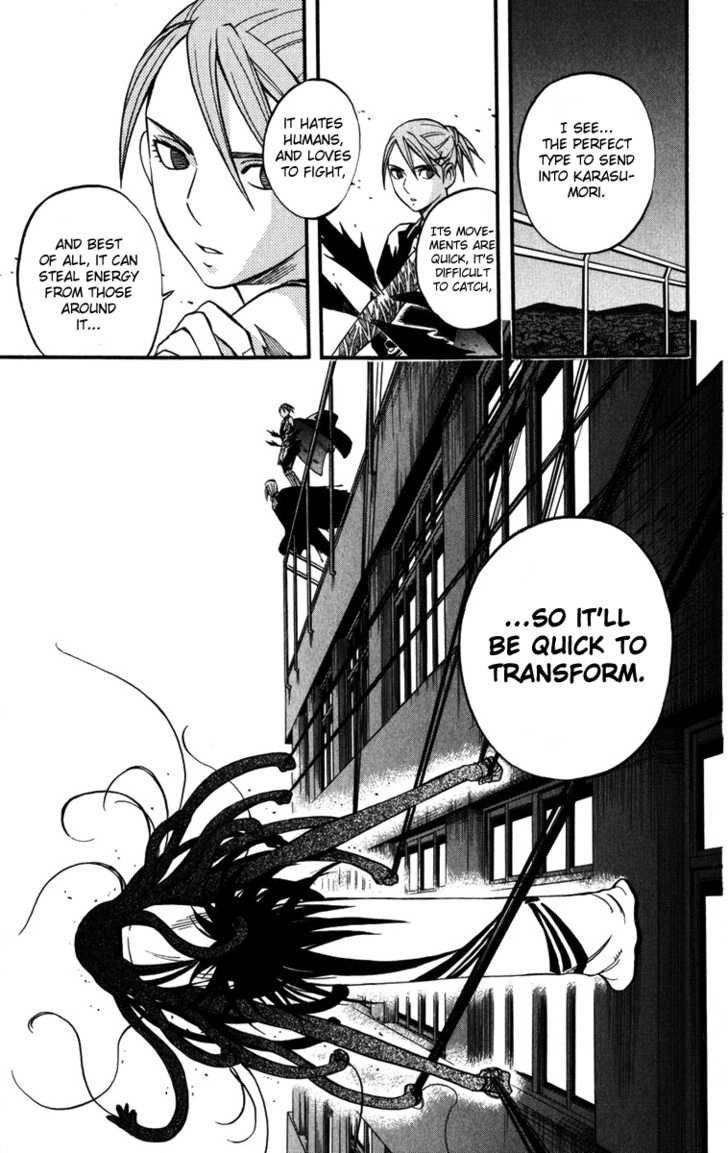 I SEE...
THE PERFECT
TYPE TO SEND
INTO KARASU-
MORI.
ITS MOVE-
MENTS ARE
QUICK, IT'S
DIFFICULT
TO CATCH,
IT HATES
HUMANS,
AND LOVES
TO FIGHT,
AND BEST
OF ALL, IT CAN
STEAL ENERGY
FROM THOSE
AROUND
IT...
...SO IT'LL
BE QUICK TO
TRANSFORM.